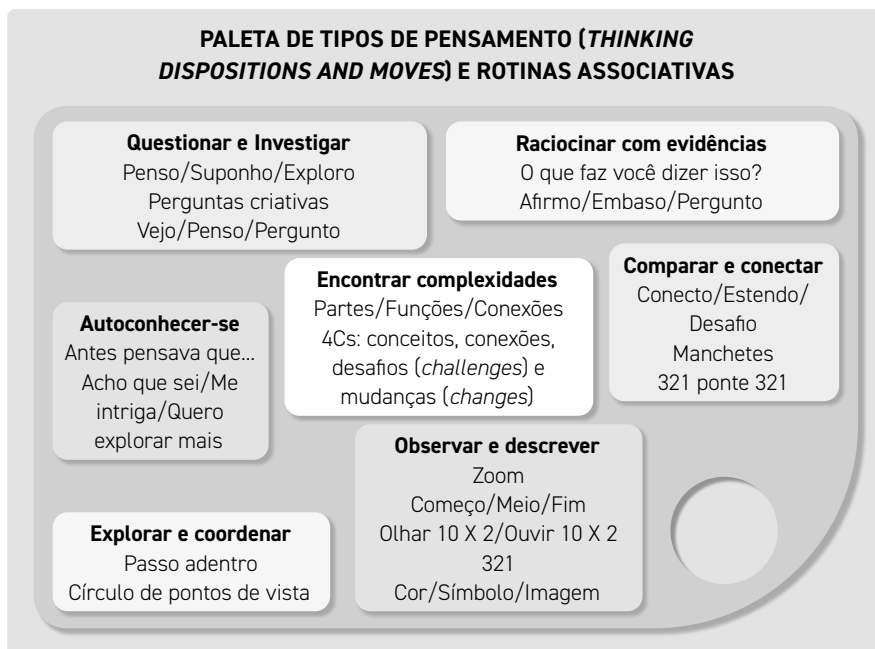 PALETA DE TIPOS DE PENSAMENTO (THINKING
DISPOSITIONS AND MOVES) E ROTINAS ASSOCIATIVAS
Questionar e Investigar
Penso/Suponho/Exploro
Perguntas criativas
Vejo/Penso/Pergunto
Raciocinar com evidências
O que faz você dizer isso?
Afirmo/Embaso/Pergunto
Encontrar complexidades
Partes/Funções/Conexões
4Cs: conceitos, conexões,
desafios (challenges) e
mudanças (changes)
Comparar e conectar
Conecto/Estendo/
Desafio
Manchetes
321 ponte 321
Autoconhecer-se
Antes pensava que...
Acho que sei/Me
intriga/Quero
explorar mais
Observar e descrever
Zoom
Começo/Meio/Fim
Olhar 10 X 2/Ouvir 10 X 2
321
Cor/Símbolo/Imagem
Explorar e coordenar
Passo adentro
Círculo de pontos de vista